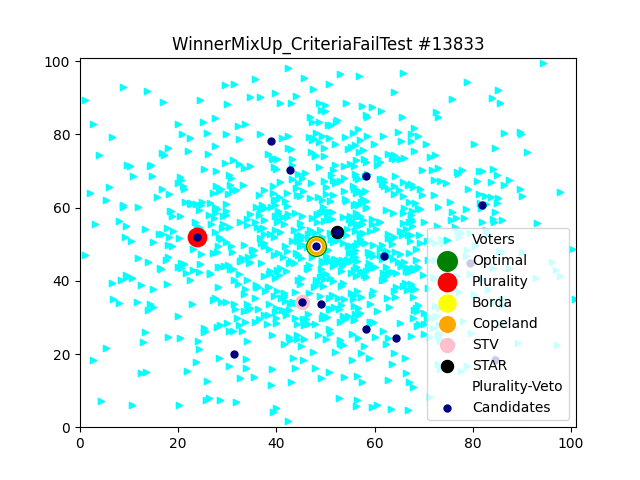 WinnerMixUp_CriteriaFailTest #13833
100
80
60
40
20
0
0 20 40 60 80 100
Voters
Optimal
Plurality
Borda
Copeland
STV
STAR
Plurality-Veto
Candidates